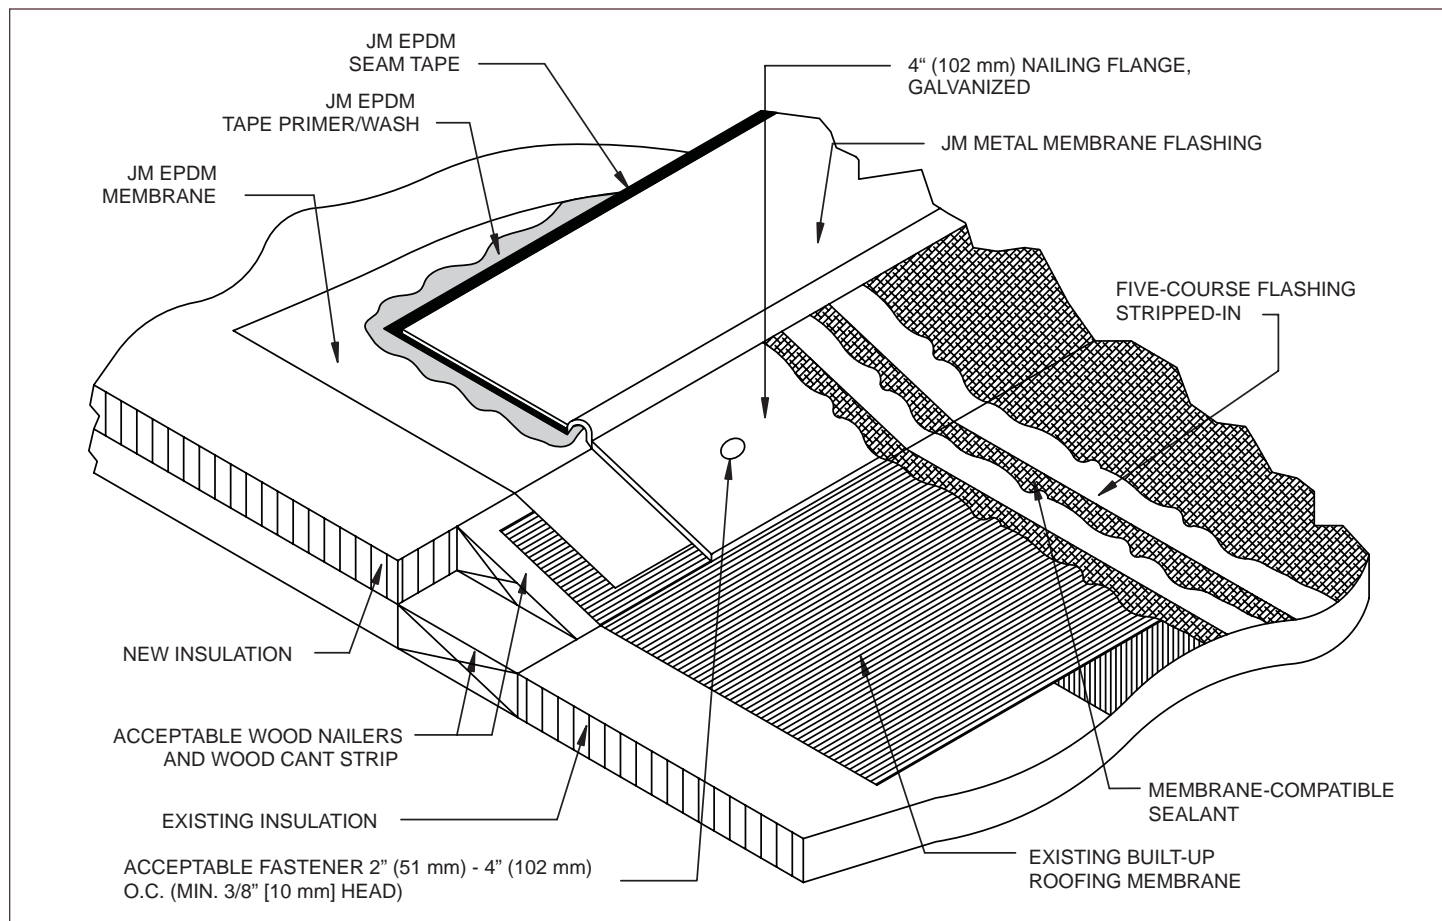 JM EPDM
SEAM TAPE
JM EPDM
TAPE PRIMER/WASH
JM EPDM
MEMBRANE
4“ (102 mm) NAILING FLANGE,
GALVANIZED
JM METAL MEMBRANE FLASHING
FIVE-COURSE FLASHING
STRIPPED-IN
NEW INSULATION
ACCEPTABLE WOOD NAILERS
AND WOOD CANT STRIP
EXISTING INSULATION
ACCEPTABLE FASTENER 2” (51 mm) - 4” (102 mm)
O.C. (MIN. 3/8” [10 mm] HEAD)
MEMBRANE-COMPATIBLE
SEALANT
EXISTING BUILT-UP
ROOFING MEMBRANE